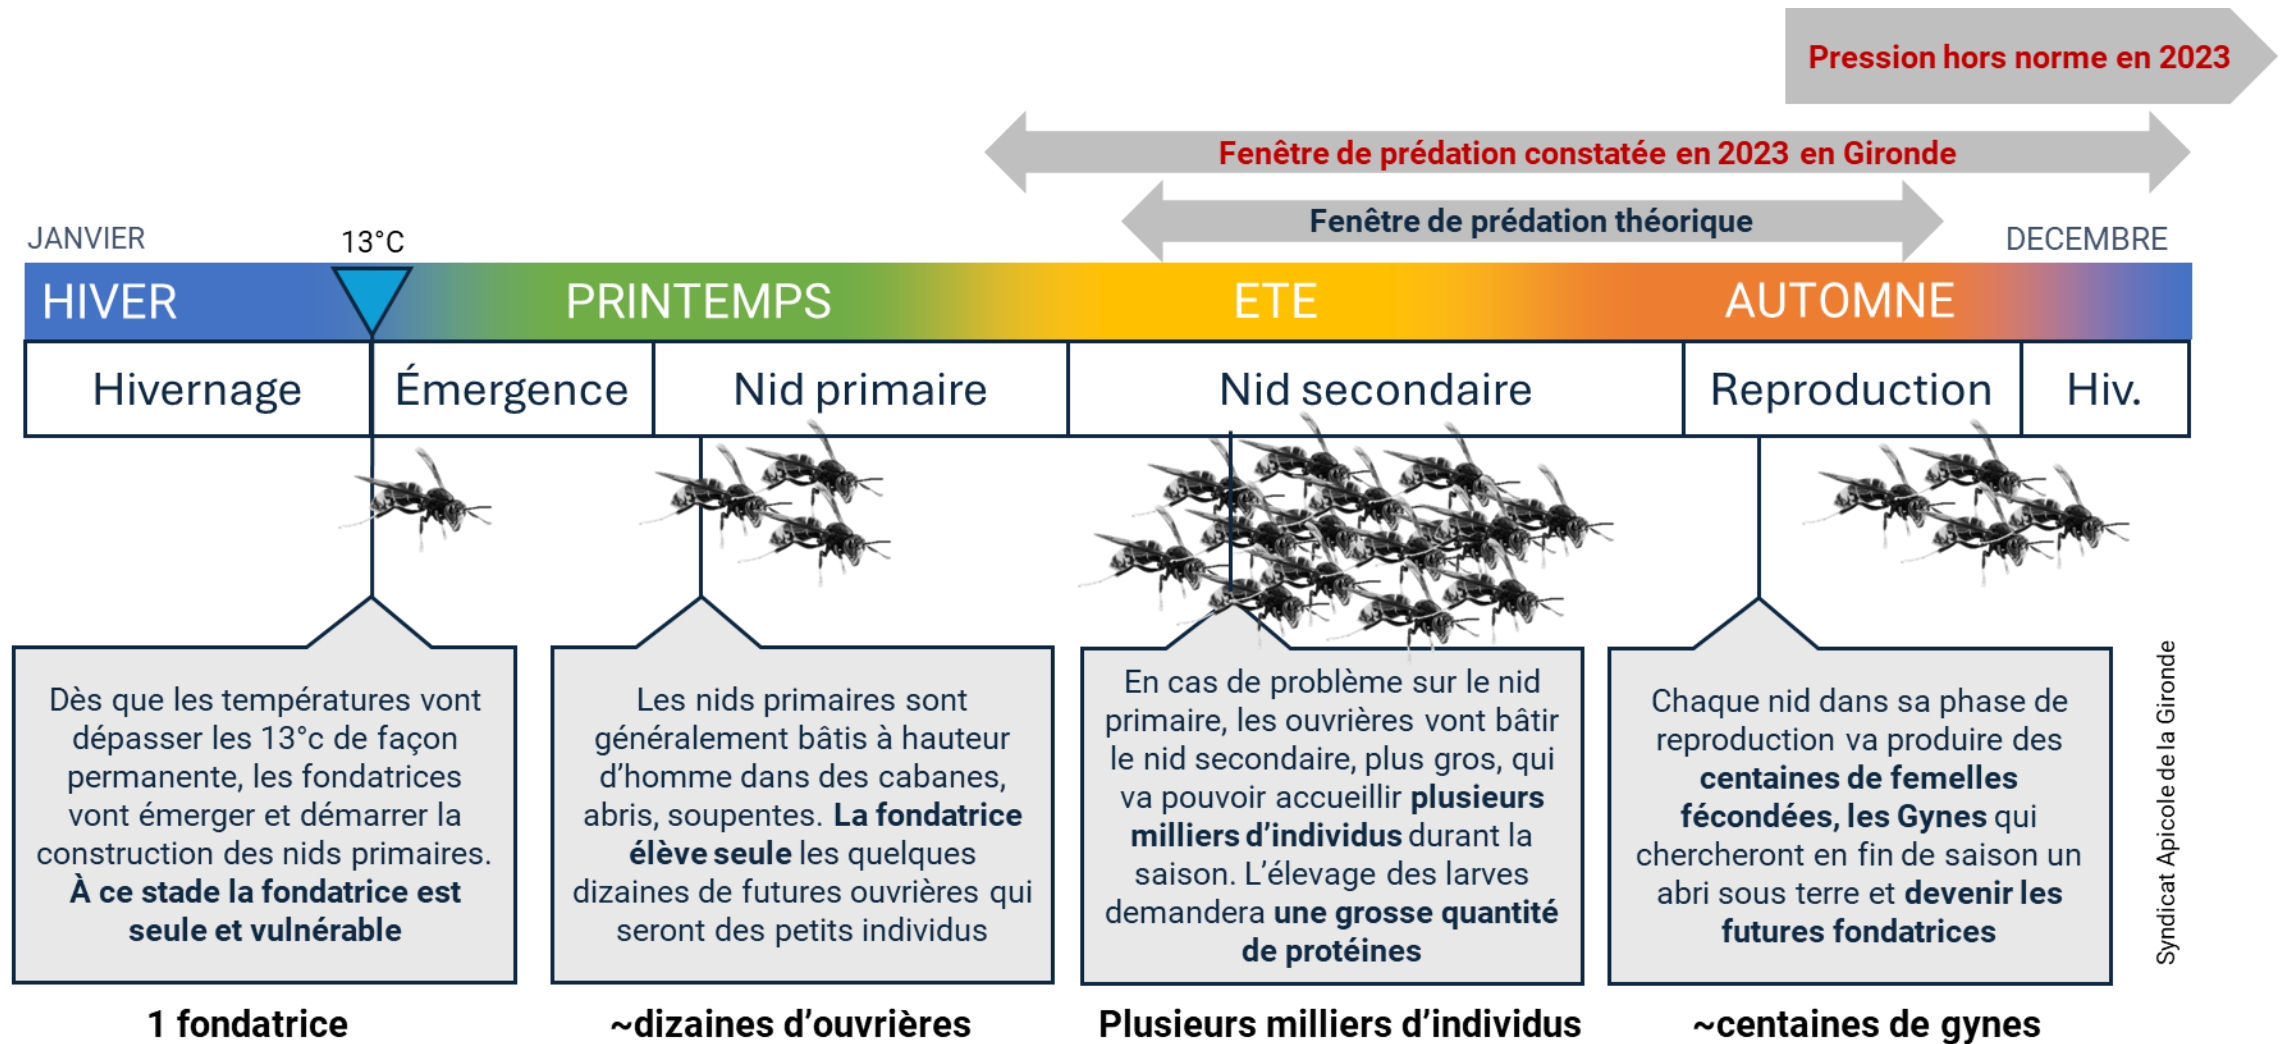 Pression hors norme en 2023
Fenêtre de prédation constatée en 2023 en Gironde
Fenêtre de prédation théorique
JANVIER
13°C
DECEMBRE
HIVER
PRINTEMPS
ETE
AUTOMNE
Hivernage
Émergence
Nid primaire
Nid secondaire
Reproduction
Hiv.
Dès que les températures vont
dépasser les 13°c de façon
permanente, les fondatrices
vont émerger et démarrer la
construction des nids primaires.
À ce stade la fondatrice est
seule et vulnérable
Les nids primaires sont
généralement bâtis à hauteur
d’homme dans des cabanes,
abris, soupentes. La fondatrice
élève seule les quelques
dizaines de futures ouvrières qui
seront des petits individus
En cas de problème sur le nid
primaire, les ouvrières vont bâtir
le nid secondaire, plus gros, qui
va pouvoir accueillir plusieurs
milliers d’individus durant la
saison. L’élevage des larves
demandera une grosse quantité
de protéines
Chaque nid dans sa phase de
reproduction va produire des
centaines de femelles
fécondées, les Gynes qui
chercheront en fin de saison un
abri sous terre et devenir les
futures fondatrices
Syndicat Apicole de la Gironde
1 fondatrice
~dizaines d’ouvrières
Plusieurs milliers d’individus
~centaines de gynes